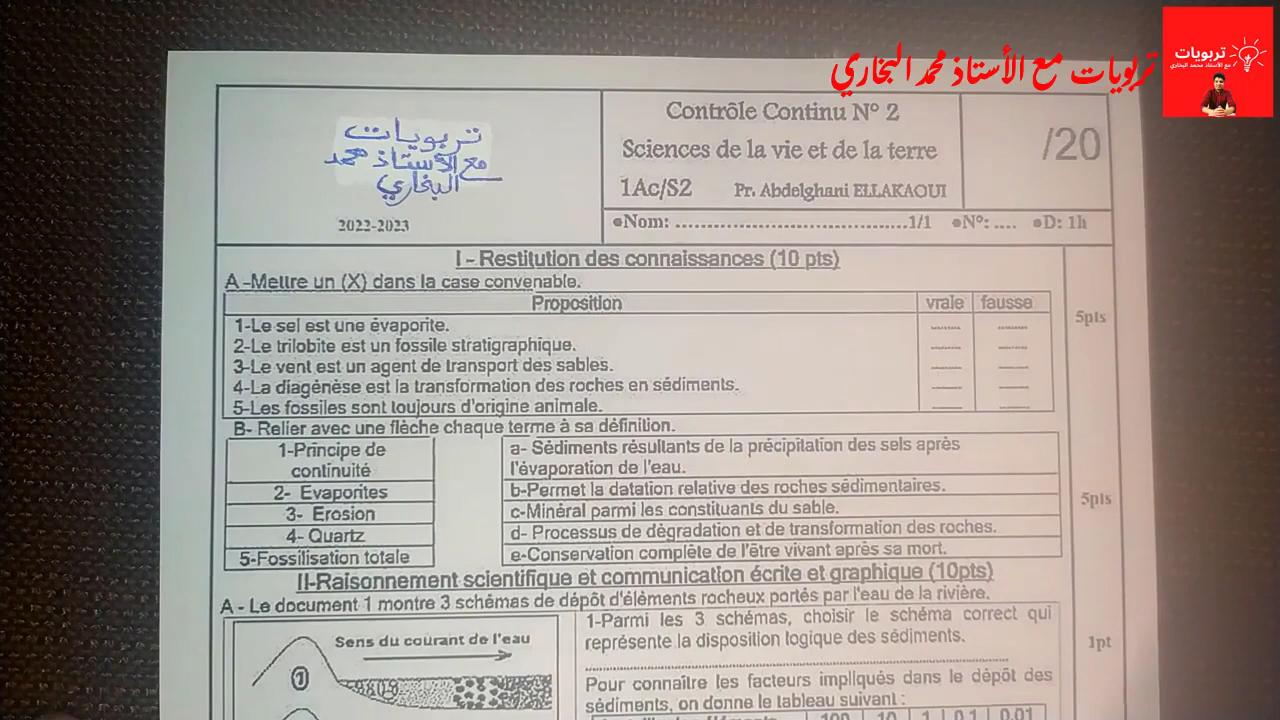 تربويات مع الأستاذ محمد البخاري
تربويات
مع الأستاذ محمد البخاري
تربويات
مع الأستاذ محمد
البخاري
2022-2023
Contrôle Continu N° 2
Sciences de la vie et de la terre
1Ac/S2 Pr. Abdelghani ELLAKAOUI
/20
●Nom: ........................................1/1 ●N°: .... ●D: 1h
I - Restitution des connaissances (10 pts)
A -Mettre un (X) dans la case convenable.
Proposition vraie fausse
1-Le sel est une évaporite. ........ ........
2-Le trilobite est un fossile stratigraphique. ........ ........
3-Le vent est un agent de transport des sables. ........ ........
4-La diagénèse est la transformation des roches en sédiments. ........ ........
5-Les fossiles sont toujours d'origine animale. ........ ........
5pts
B- Relier avec une flèche chaque terme à sa définition.
1-Principe de
continuité
2- Evaporites
3- Erosion
4- Quartz
5-Fossilisation totale
a- Sédiments résultants de la précipitation des sels après
l'évaporation de l'eau.
b-Permet la datation relative des roches sédimentaires.
c-Minéral parmi les constituants du sable.
d- Processus de dégradation et de transformation des roches.
e-Conservation complète de l'être vivant après sa mort.
5pts
II-Raisonnement scientifique et communication écrite et graphique (10pts)
A - Le document 1 montre 3 schémas de dépôt d'éléments rocheux portés par l'eau de la rivière.
Sens du courant de l'eau
1
1-Parmi les 3 schémas, choisir le schéma correct qui
représente la disposition logique des sédiments.
1pt
Pour connaître les facteurs impliqués dans le dépôt des
sédiments, on donne le tableau suivant :
100 10 1 0.1 0.01